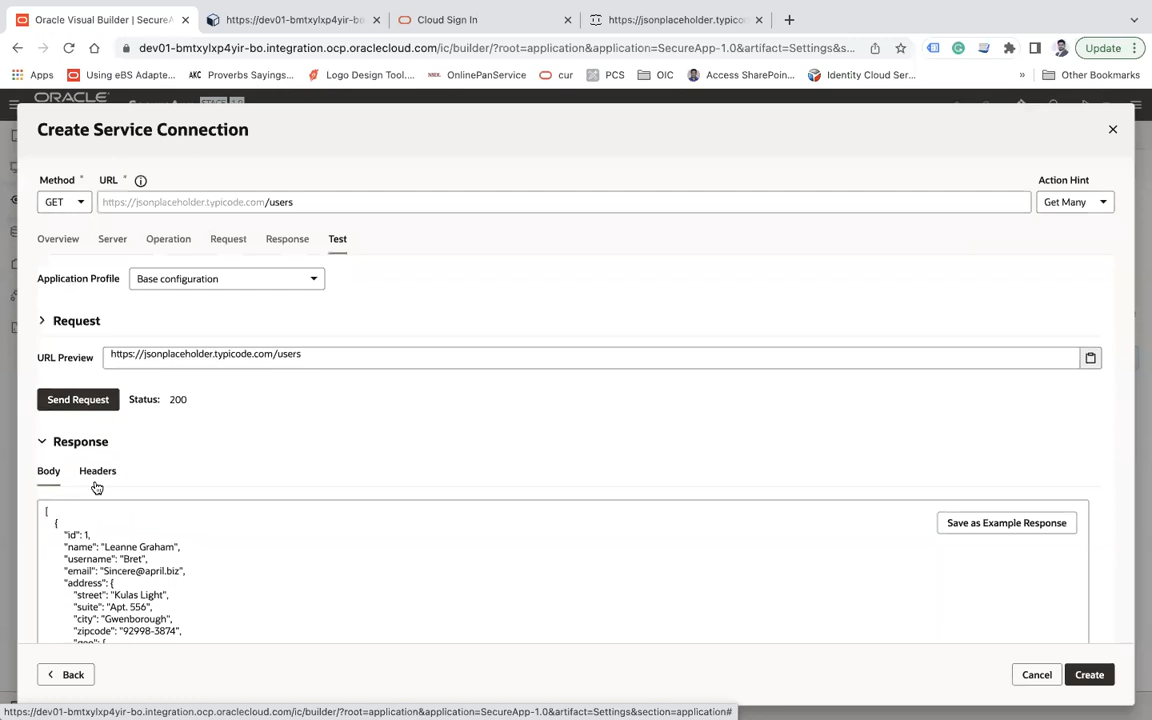 Oracle Visual Builder | SecureA
https://dev01-bmtxylxp4yir-bo
Cloud Sign In
https://jsonplaceholder.typicod
dev01-bmtxylxp4yir-bo.integration.ocp.oraclecloud.com/ic/builder/?root=application&application=SecureApp-1.0&artifact=Settings&s...
Update
Apps
Using eBS Adapte...
AKC Proverbs Sayings...
Logo Design Tool....
OnlinePanService
cur
PCS
OIC
Access SharePoin...
Identity Cloud Ser...
»
Other Bookmarks
ORACLE
Create Service Connection
Method *
URL *
Action Hint
GET
https://jsonplaceholder.typicode.com/users
Get Many
Overview
Server
Operation
Request
Response
Test
Application Profile
Base configuration
Request
URL Preview
https://jsonplaceholder.typicode.com/users
Send Request
Status: 200
Response
Body
Headers
[
{
"id": 1,
"name": "Leanne Graham",
"username": "Bret",
"email": "Sincere@april.biz",
"address": {
"street": "Kulas Light",
"suite": "Apt. 556",
"city": "Gwenborough",
"zipcode": "92998-3874",
"geo": {
Save as Example Response
Back
Cancel
Create
https://dev01-bmtxylxp4yir-bo.integration.ocp.oraclecloud.com/ic/builder/?root=application&application=SecureApp-1.0&artifact=Settings&section=application#